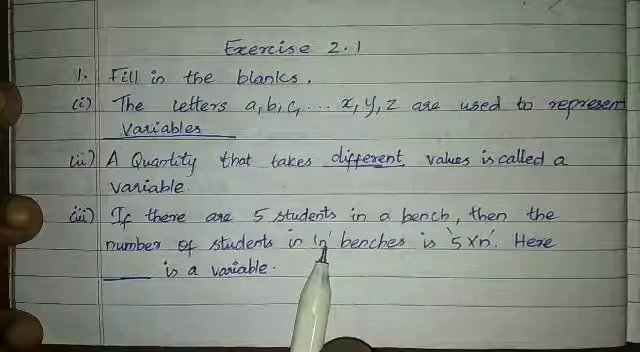 Exercise 2.1
1. Fill in the blanks.
(i) The letters a, b, c, ... x, y, z are used to represent
variables
(ii) A Quantity that takes different values is called a
variable.
(iii) If there are 5 students in a bench, then the
number of students in 'n' benches is '5×n'. Here
____ is a variable.